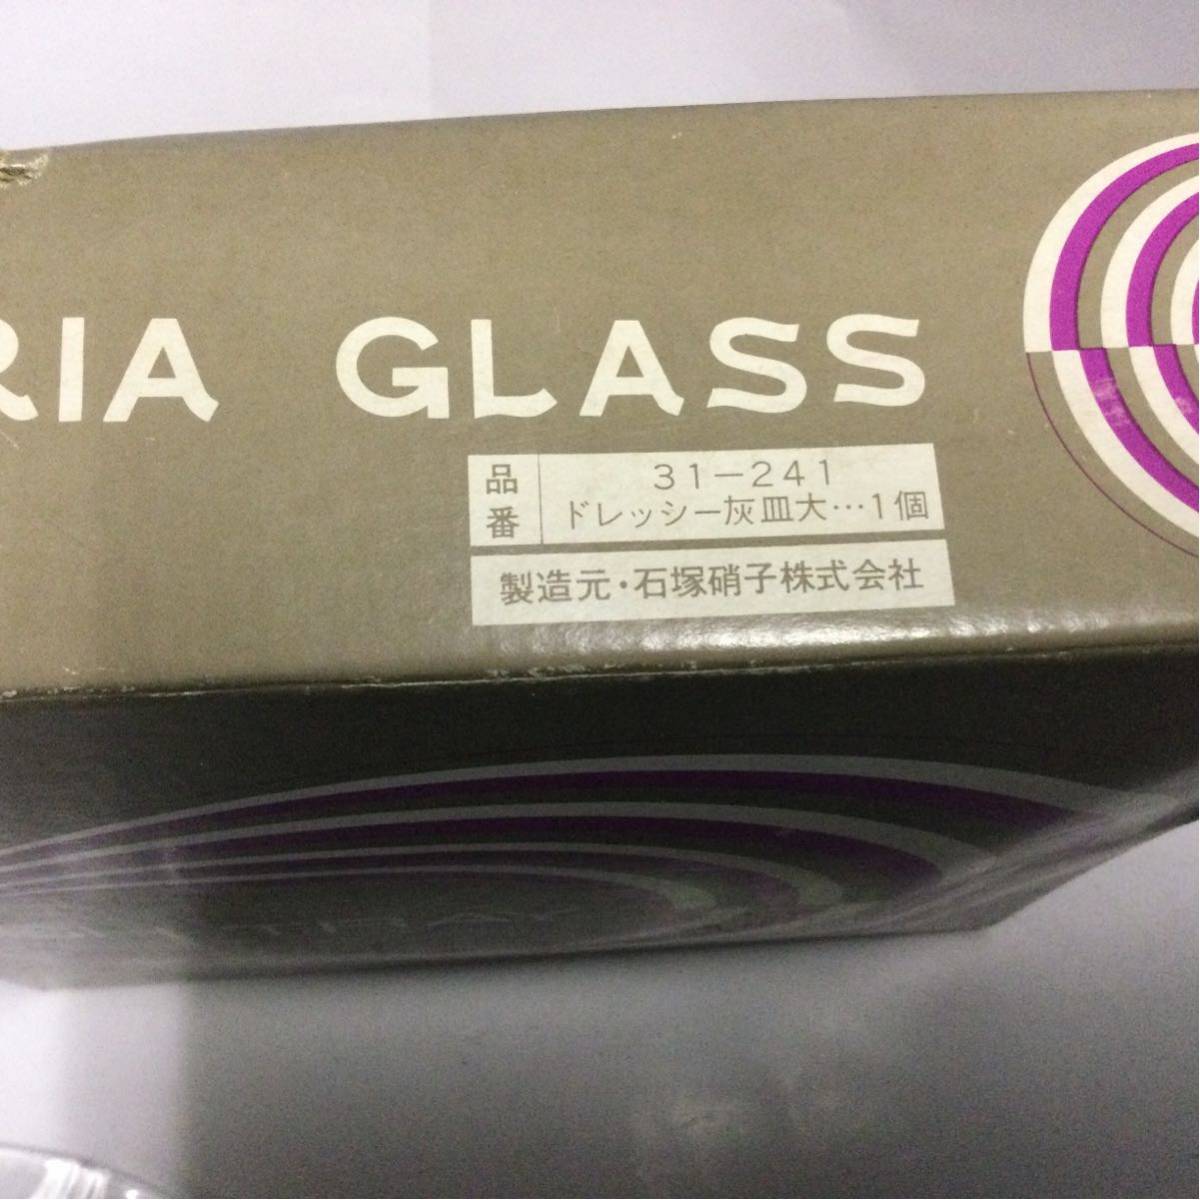 RIA GLASS
品番 31-241
ドレッシー灰皿大…1個
製造元・石塚硝子株式会社